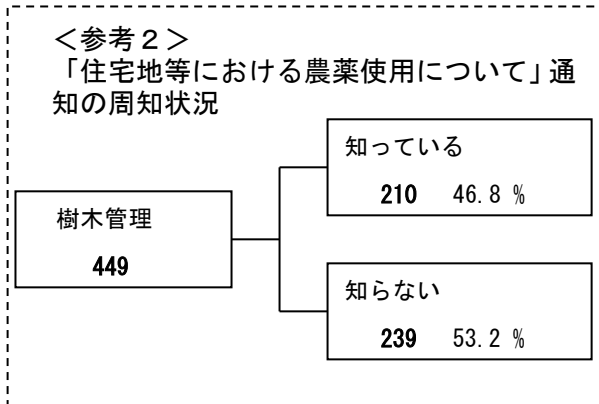 ＜参考２＞
「住宅地等における農薬使用について」通
知の周知状況
知っている
210 46.8 %
樹木管理
449
知らない
239 53.2 %